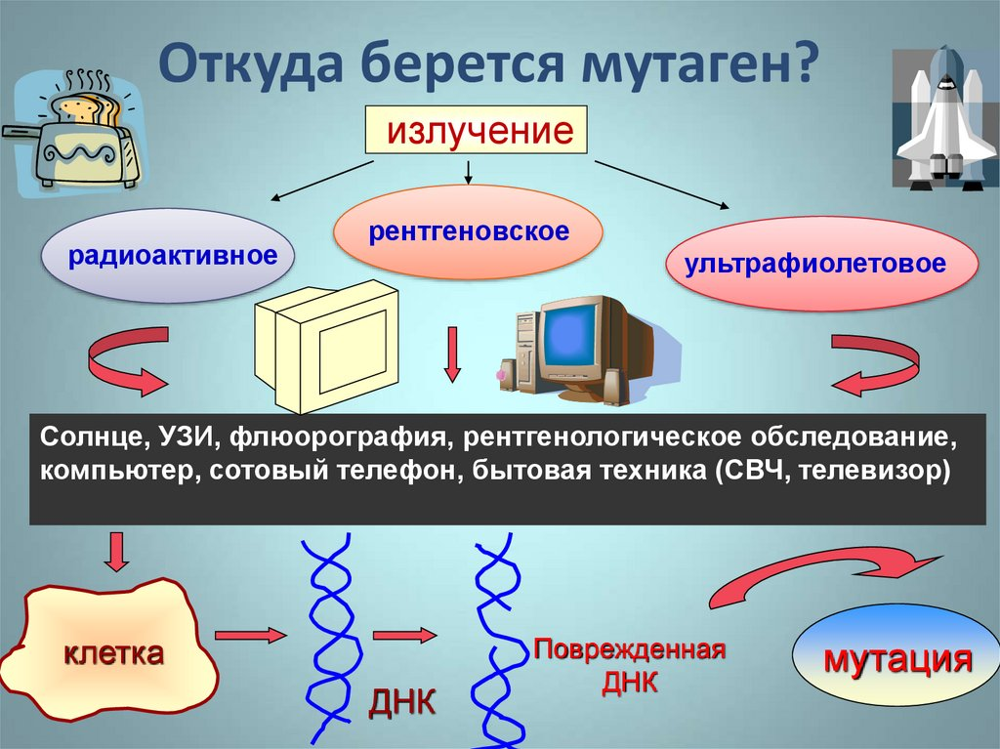 Откуда берется мутаген?
излучение
радиоактивное
рентгеновское
ультрафиолетовое
Солнце, УЗИ, флюорография, рентгенологическое обследование,
компьютер, сотовый телефон, бытовая техника (СВЧ, телевизор)
клетка
ДНК
Поврежденная
ДНК
мутация